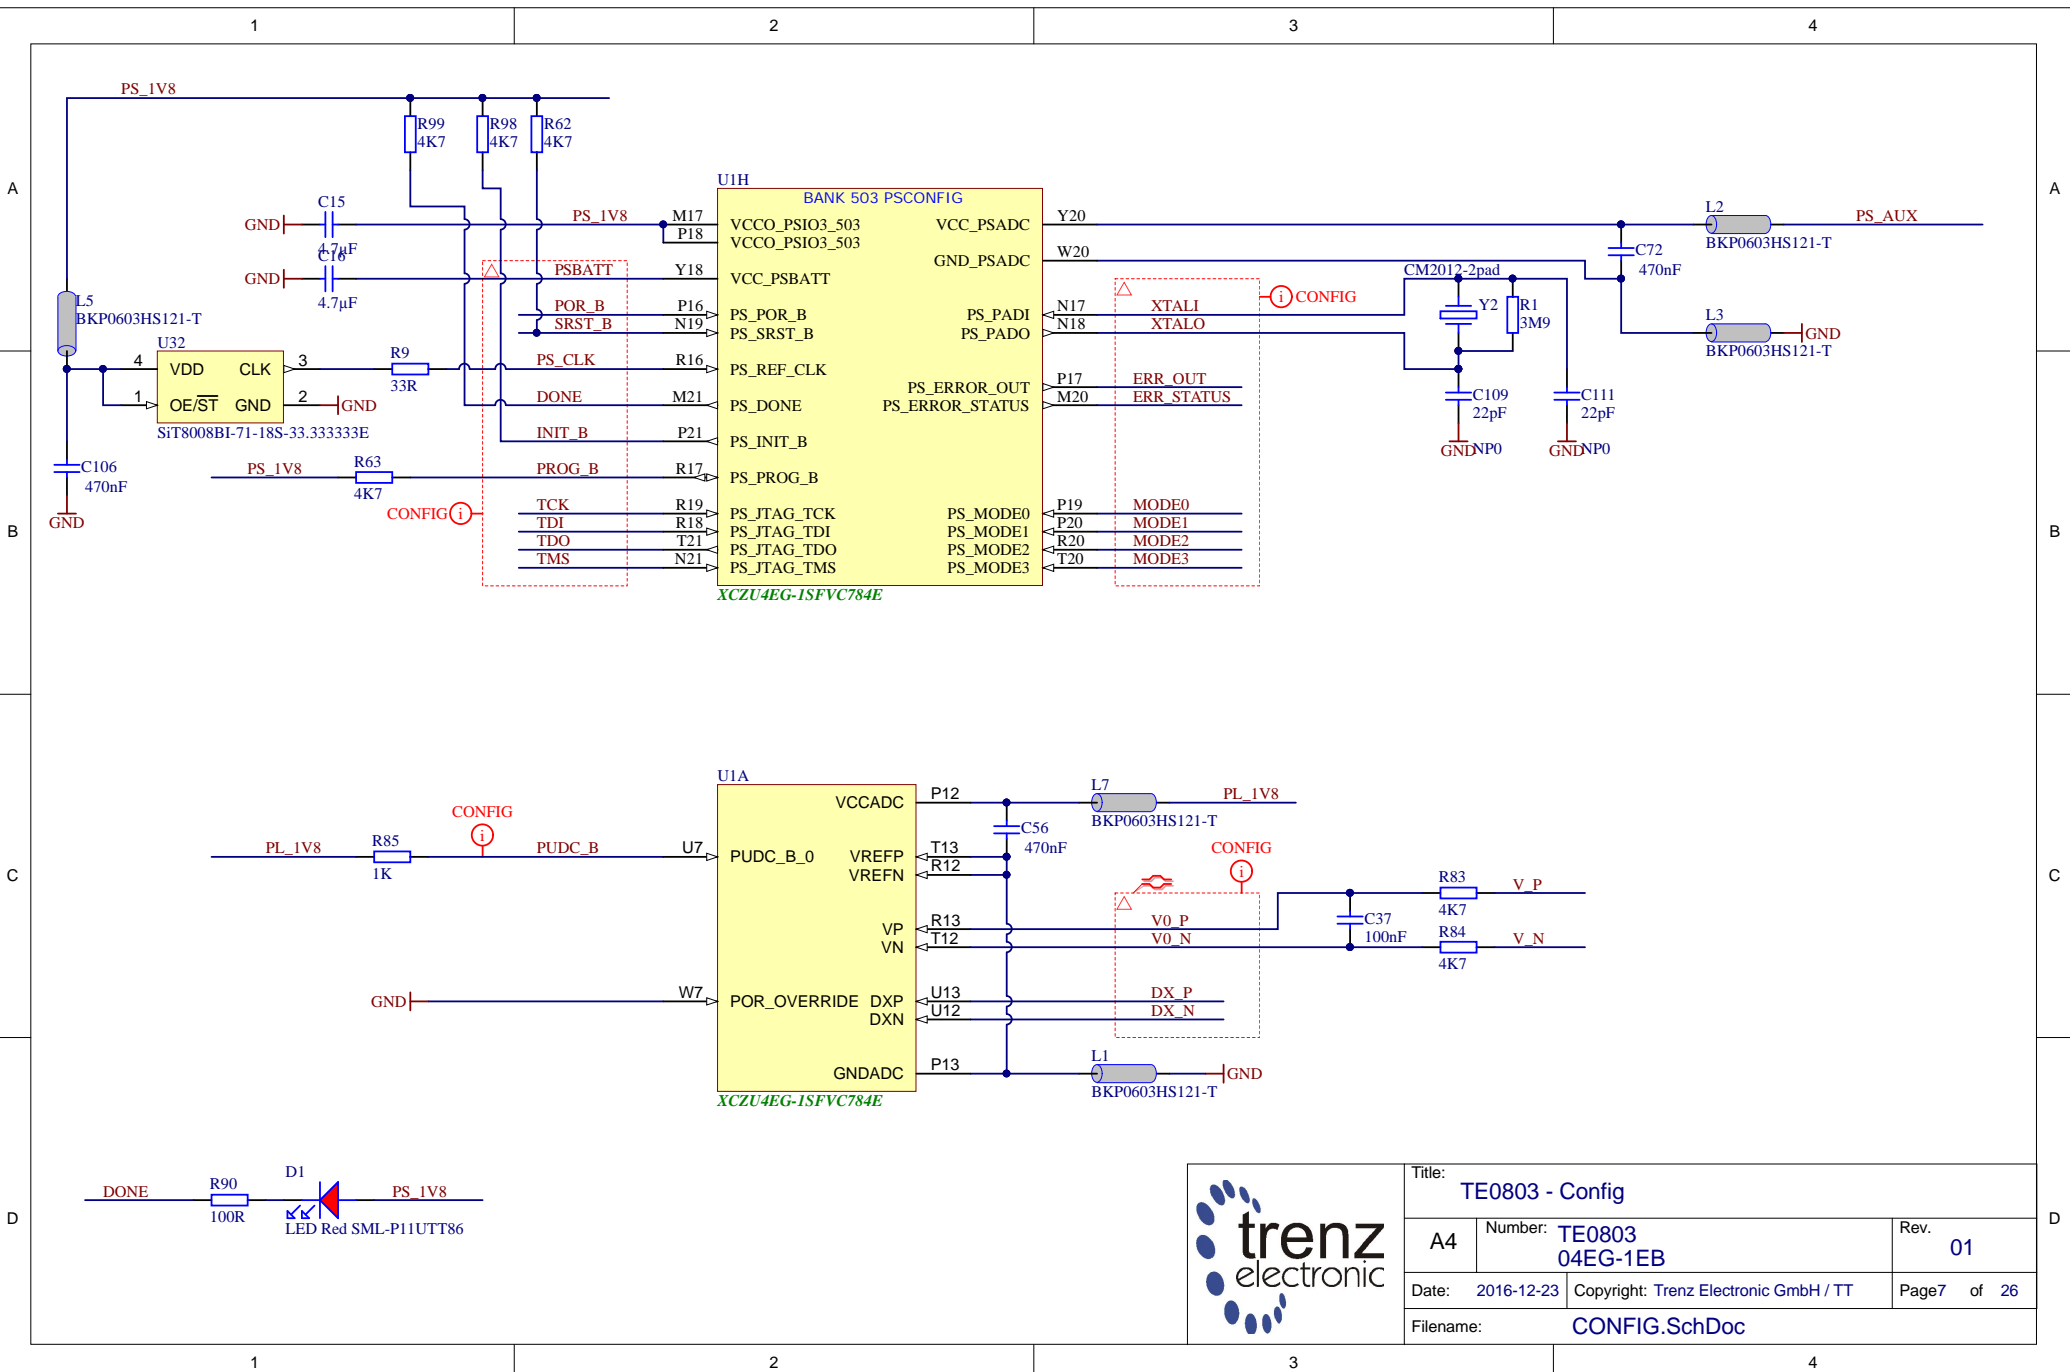 1 2 3 4
A A
B B
C C
D D
PS_1V8
R99 R98 R62
4K7 4K7 4K7
C15
GND
4.7µF
PS_1V8
C16
GND
4.7µF
L5
BKP0603HS121-T
U32
4 VDD CLK 3
1 OE/ST GND 2 GND
SiT8008BI-71-18S-33.333333E
R9
33R
C106
470nF
GND
PS_1V8
R63
4K7
CONFIG
PSBATT
POR_B
SRST_B
PS_CLK
DONE
INIT_B
PROG_B
TCK
TDI
TDO
TMS
U1H
BANK 503 PSCONFIG
M17 VCCO_PSIO3_503
P18 VCCO_PSIO3_503
Y18 VCC_PSBATT
P16 PS_POR_B
N19 PS_SRST_B
R16 PS_REF_CLK
M21 PS_DONE
P21 PS_INIT_B
R17 PS_PROG_B
R19 PS_JTAG_TCK
R18 PS_JTAG_TDI
T21 PS_JTAG_TDO
N21 PS_JTAG_TMS
VCC_PSADC Y20
GND_PSADC W20
PS_PADI N17 XTALI
PS_PADO N18 XTALO
PS_ERROR_OUT P17 ERR_OUT
PS_ERROR_STATUS M20 ERR_STATUS
PS_MODE0 P19 MODE0
PS_MODE1 P20 MODE1
PS_MODE2 R20 MODE2
PS_MODE3 T20 MODE3
XCZU4EG-1SFVC784E
i CONFIG
CM2012-2pad
Y2
R1
3M9
C109
22pF
GND NP0
C111
22pF
GND NP0
C72
470nF
L2
BKP0603HS121-T
PS_AUX
L3
BKP0603HS121-T
GND
PL_1V8
R85
1K
CONFIG
i
PUDC_B
GND
U1A
U7 PUDC_B_0
W7 POR_OVERRIDE
VCCADC P12
VREFP T13
VREFN R12
VP R13
VN T12
DXP U13
DXN U12
GNDADC P13
XCZU4EG-1SFVC784E
L7
BKP0603HS121-T
PL_1V8
C56
470nF
CONFIG
i
V0_P
V0_N
DX_P
DX_N
C37
100nF
R83
4K7
V_P
R84
4K7
V_N
L1
BKP0603HS121-T
GND
DONE
R90
100R
D1
PS_1V8
LED Red SML-P11UTT86
trenz
electronic
Title:
TE0803 - Config
A4 Number: TE0803
04EG-1EB
Rev.
01
Date: 2016-12-23 Copyright: Trenz Electronic GmbH / TT Page7 of 26
Filename: CONFIG.SchDoc
1 2 3 4